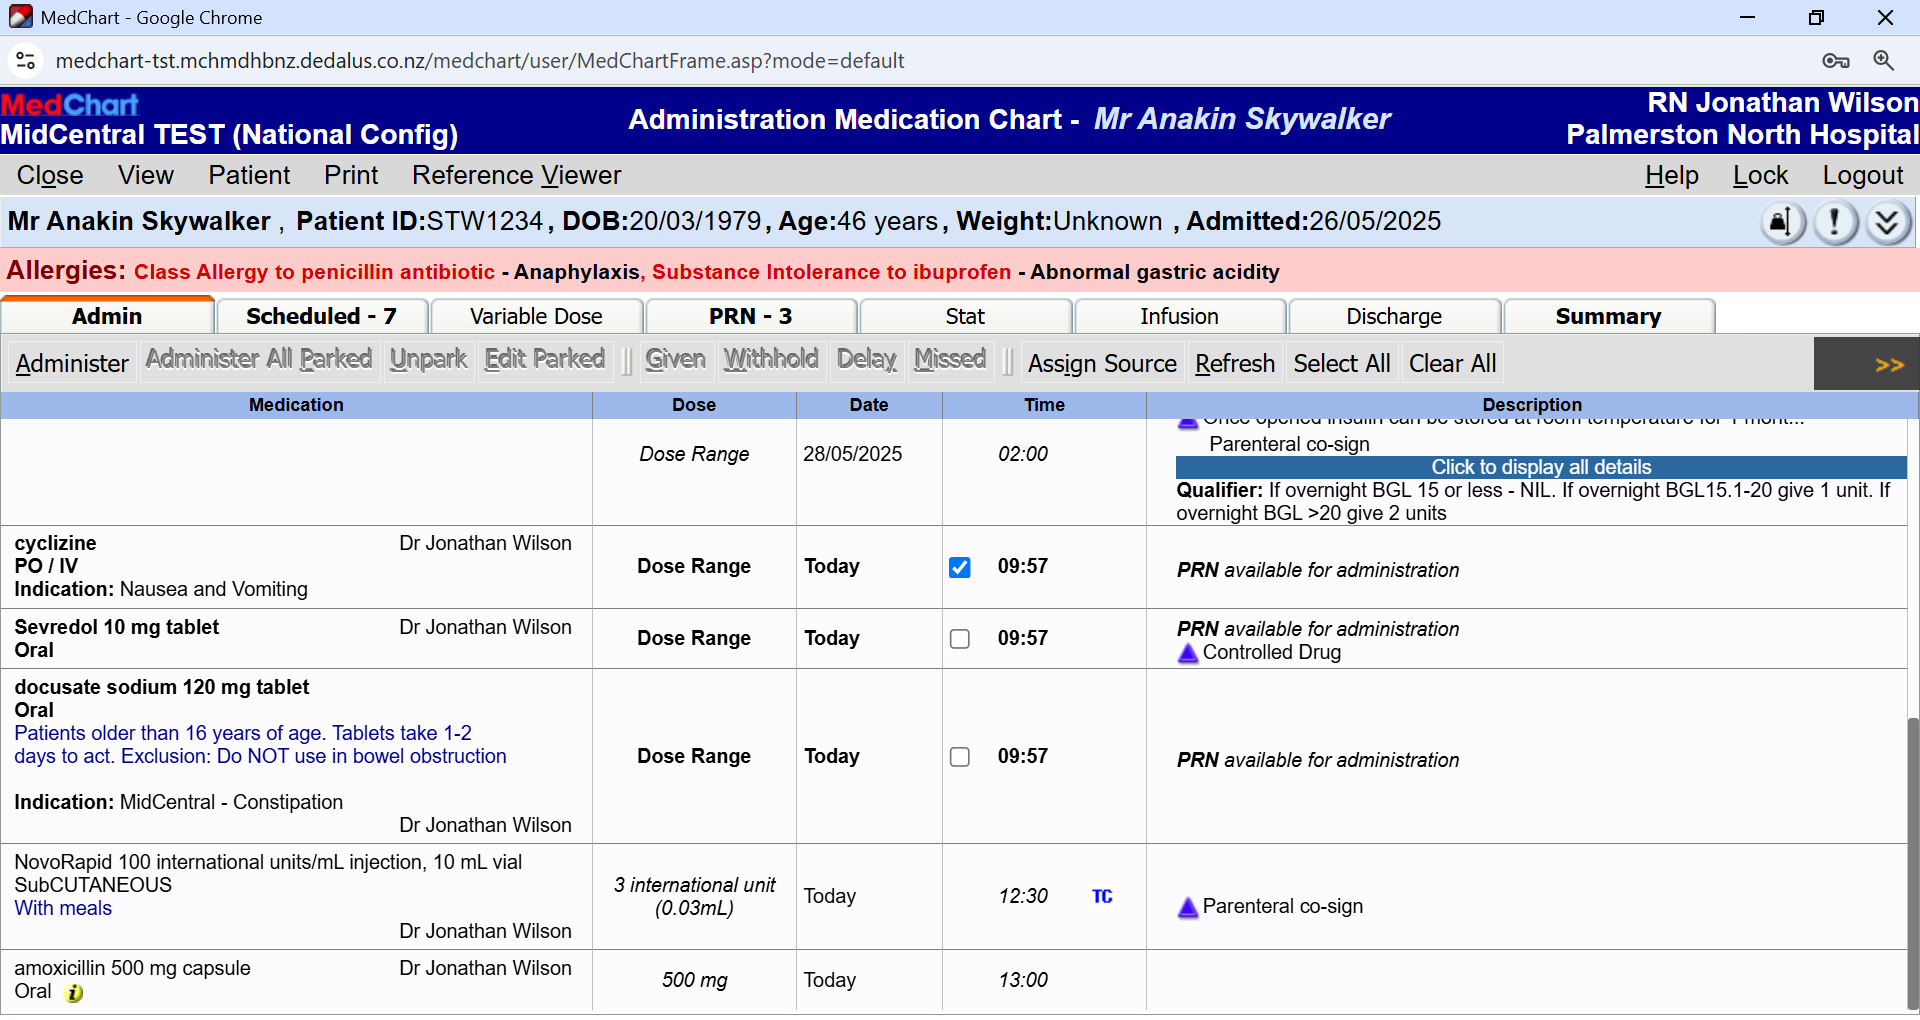 MedChart - Google Chrome
medchart-tst.mchmdhbnz.dedalus.co.nz/medchart/user/MedChartFrame.asp?mode=default
MedChart
MidCentral TEST (National Config)
Administration Medication Chart - Mr Anakin Skywalker
RN Jonathan Wilson
Palmerston North Hospital
Close View Patient Print Reference Viewer Help Lock Logout
Mr Anakin Skywalker , Patient ID:STW1234, DOB:20/03/1979, Age:46 years, Weight:Unknown , Admitted:26/05/2025
Allergies: Class Allergy to penicillin antibiotic - Anaphylaxis, Substance Intolerance to ibuprofen - Abnormal gastric acidity
Admin Scheduled - 7 Variable Dose PRN - 3 Stat Infusion Discharge Summary
Administer Administer All Parked Unpark Edit Parked Given Withhold Delay Missed Assign Source Refresh Select All Clear All >>
Medication Dose Date Time Description
Once opened insulin can be stored at room temperature for 1 mont...
Dose Range 28/05/2025 02:00 Parenteral co-sign
Click to display all details
Qualifier: If overnight BGL 15 or less - NIL. If overnight BGL15.1-20 give 1 unit. If
overnight BGL >20 give 2 units
cyclizine Dr Jonathan Wilson
PO / IV Dose Range Today 09:57 PRN available for administration
Indication: Nausea and Vomiting
Sevredol 10 mg tablet Dr Jonathan Wilson Dose Range Today 09:57 PRN available for administration
Oral Controlled Drug
docusate sodium 120 mg tablet
Oral
Patients older than 16 years of age. Tablets take 1-2
days to act. Exclusion: Do NOT use in bowel obstruction Dose Range Today 09:57 PRN available for administration
Indication: MidCentral - Constipation
Dr Jonathan Wilson
NovoRapid 100 international units/mL injection, 10 mL vial
SubCUTANEOUS 3 international unit Today 12:30 TC Parenteral co-sign
With meals (0.03mL)
Dr Jonathan Wilson
amoxicillin 500 mg capsule Dr Jonathan Wilson 500 mg Today 13:00
Oral